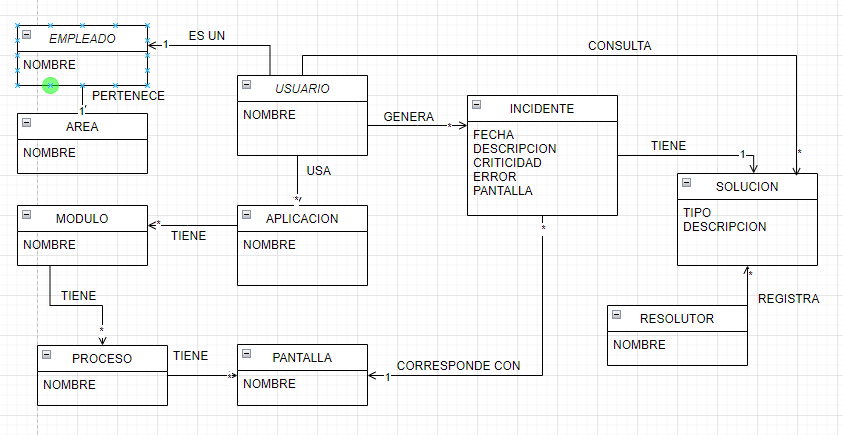 EMPLEADO
NOMBRE
ES UN
1
CONSULTA
*
PERTENECE
1
AREA
NOMBRE
USUARIO
NOMBRE
GENERA
*
INCIDENTE
FECHA
DESCRIPCION
CRITICIDAD
ERROR
PANTALLA
TIENE
1
USA
*
SOLUCION
TIPO
DESCRIPCION
MODULO
NOMBRE
*
TIENE
APLICACION
NOMBRE
*
TIENE
*
REGISTRA
*
RESOLUTOR
NOMBRE
PROCESO
NOMBRE
TIENE
*
PANTALLA
NOMBRE
CORRESPONDE CON
1